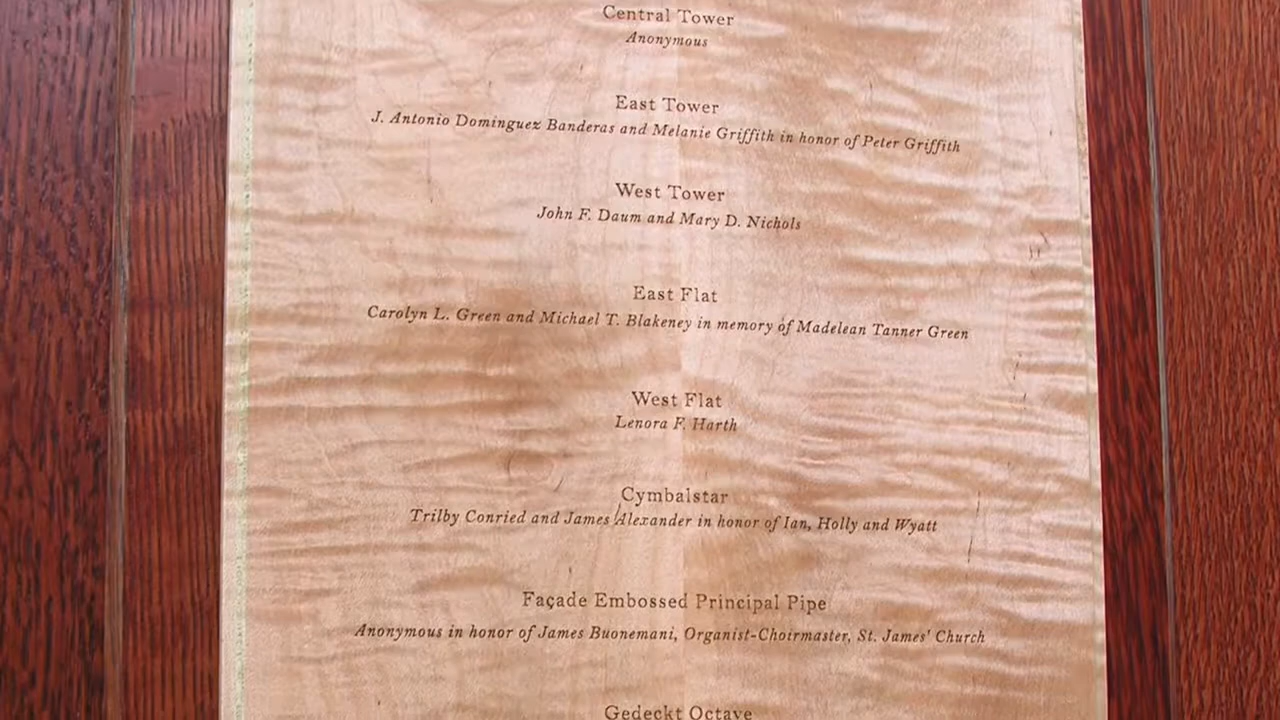 Central Tower
Anonymous
East Tower
J. Antonio Dominguez Banderas and Melanie Griffith in honor of Peter Griffith
West Tower
John F. Daum and Mary D. Nichols
East Flat
Carolyn L. Green and Michael T. Blakeney in memory of Madelean Tanner Green
West Flat
Lenora F. Harth
Cymbalstar
Trilby Conried and James Alexander in honor of Ian, Holly and Wyatt
Façade Embossed Principal Pipe
Anonymous in honor of James Buonemani, Organist-Choirmaster, St. James' Church
Gedeckt Octave